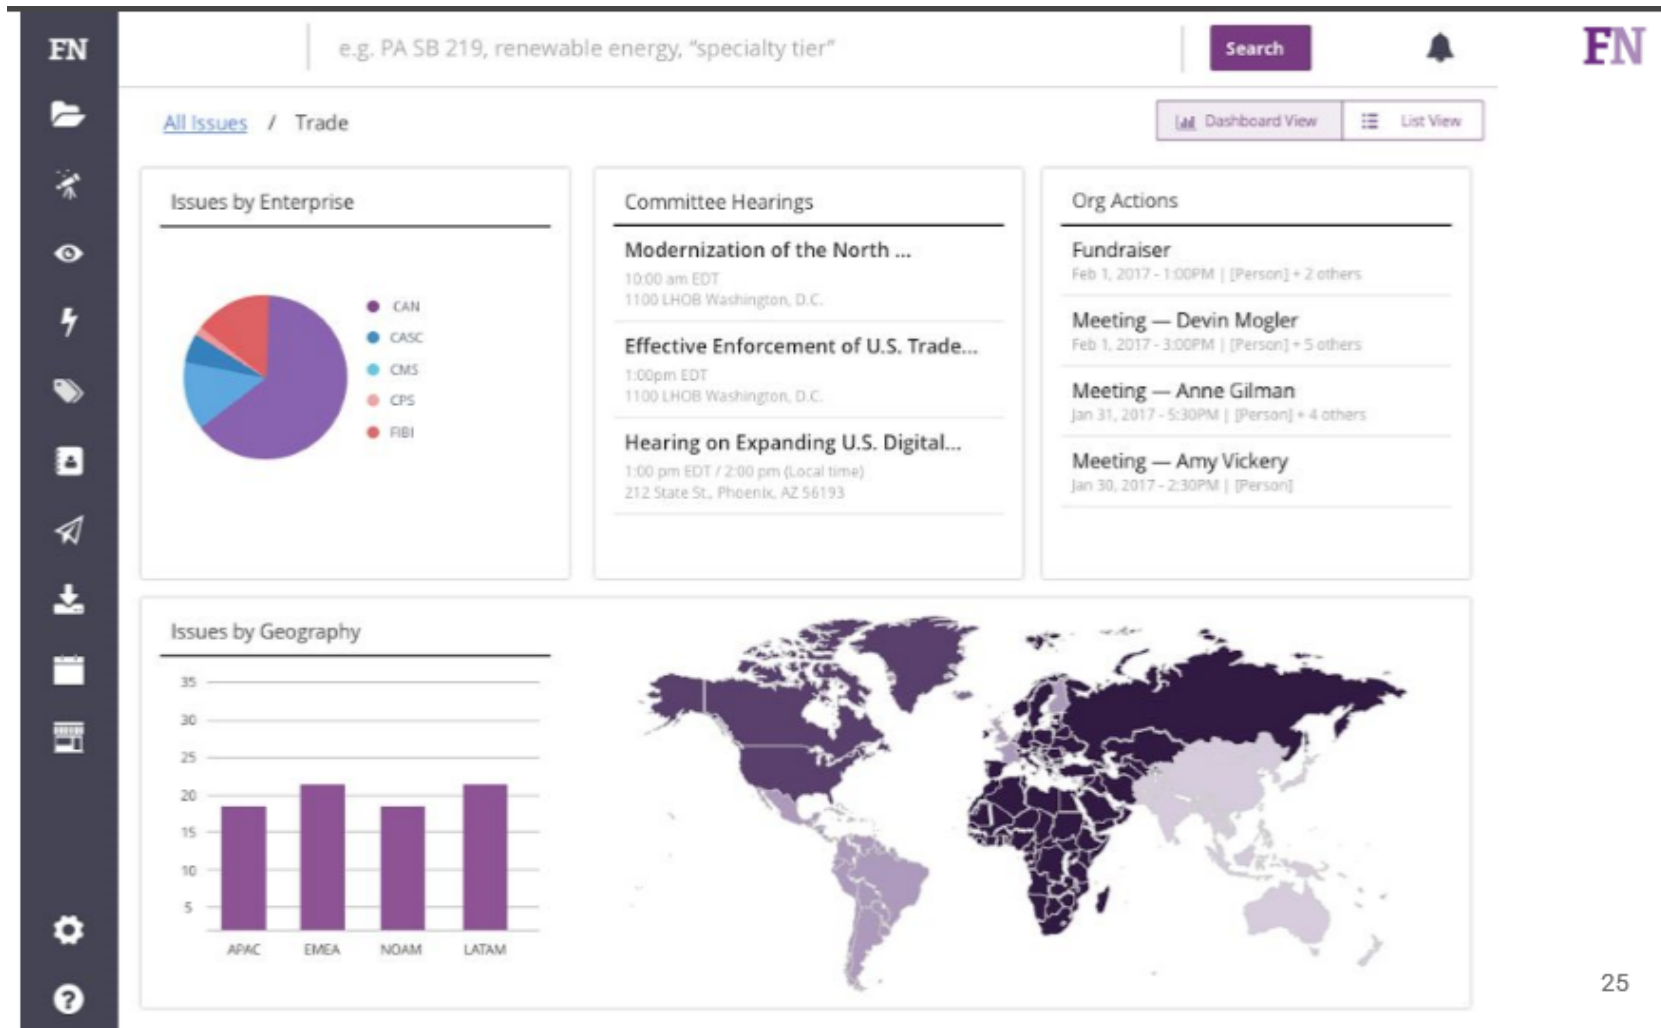 FN
e.g. PA SB 219, renewable energy, “specialty tier”
Search
FN
All Issues / Trade
Dashboard View
List View
Issues by Enterprise
CAN
CASC
CMS
CPS
FIBI
Committee Hearings
Modernization of the North ...
10:00 am EDT
1100 LHOB Washington, D.C.
Effective Enforcement of U.S. Trade...
1:00pm EDT
1100 LHOB Washington, D.C.
Hearing on Expanding U.S. Digital...
1:00 pm EDT / 2:00 pm (Local time)
212 State St., Phoenix, AZ 56193
Org Actions
Fundraiser
Feb 1, 2017 - 1:00PM | [Person] + 2 others
Meeting — Devin Mogler
Feb 1, 2017 - 3:00PM | [Person] + 5 others
Meeting — Anne Gilman
Jan 31, 2017 - 5:30PM | [Person] + 4 others
Meeting — Amy Vickery
Jan 30, 2017 - 2:30PM | [Person]
Issues by Geography
35
30
25
20
15
10
5
APAC EMEA NOAM LATAM
25